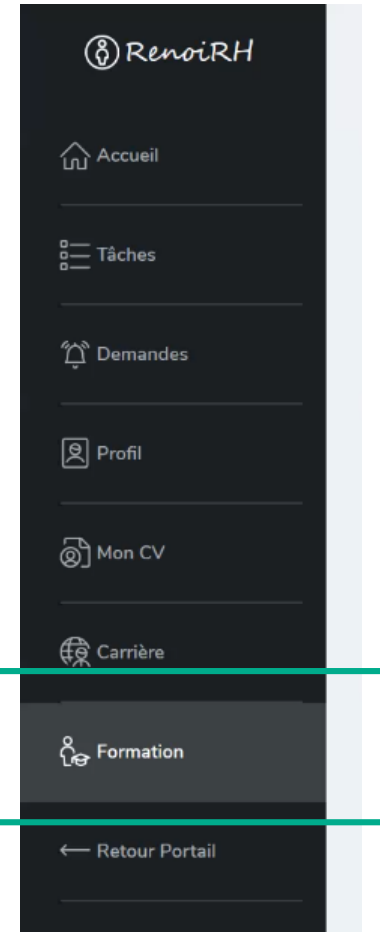 RenoiRH
Accueil
Tâches
Demandes
Profil
Mon CV
Carrière
Formation
Retour Portail